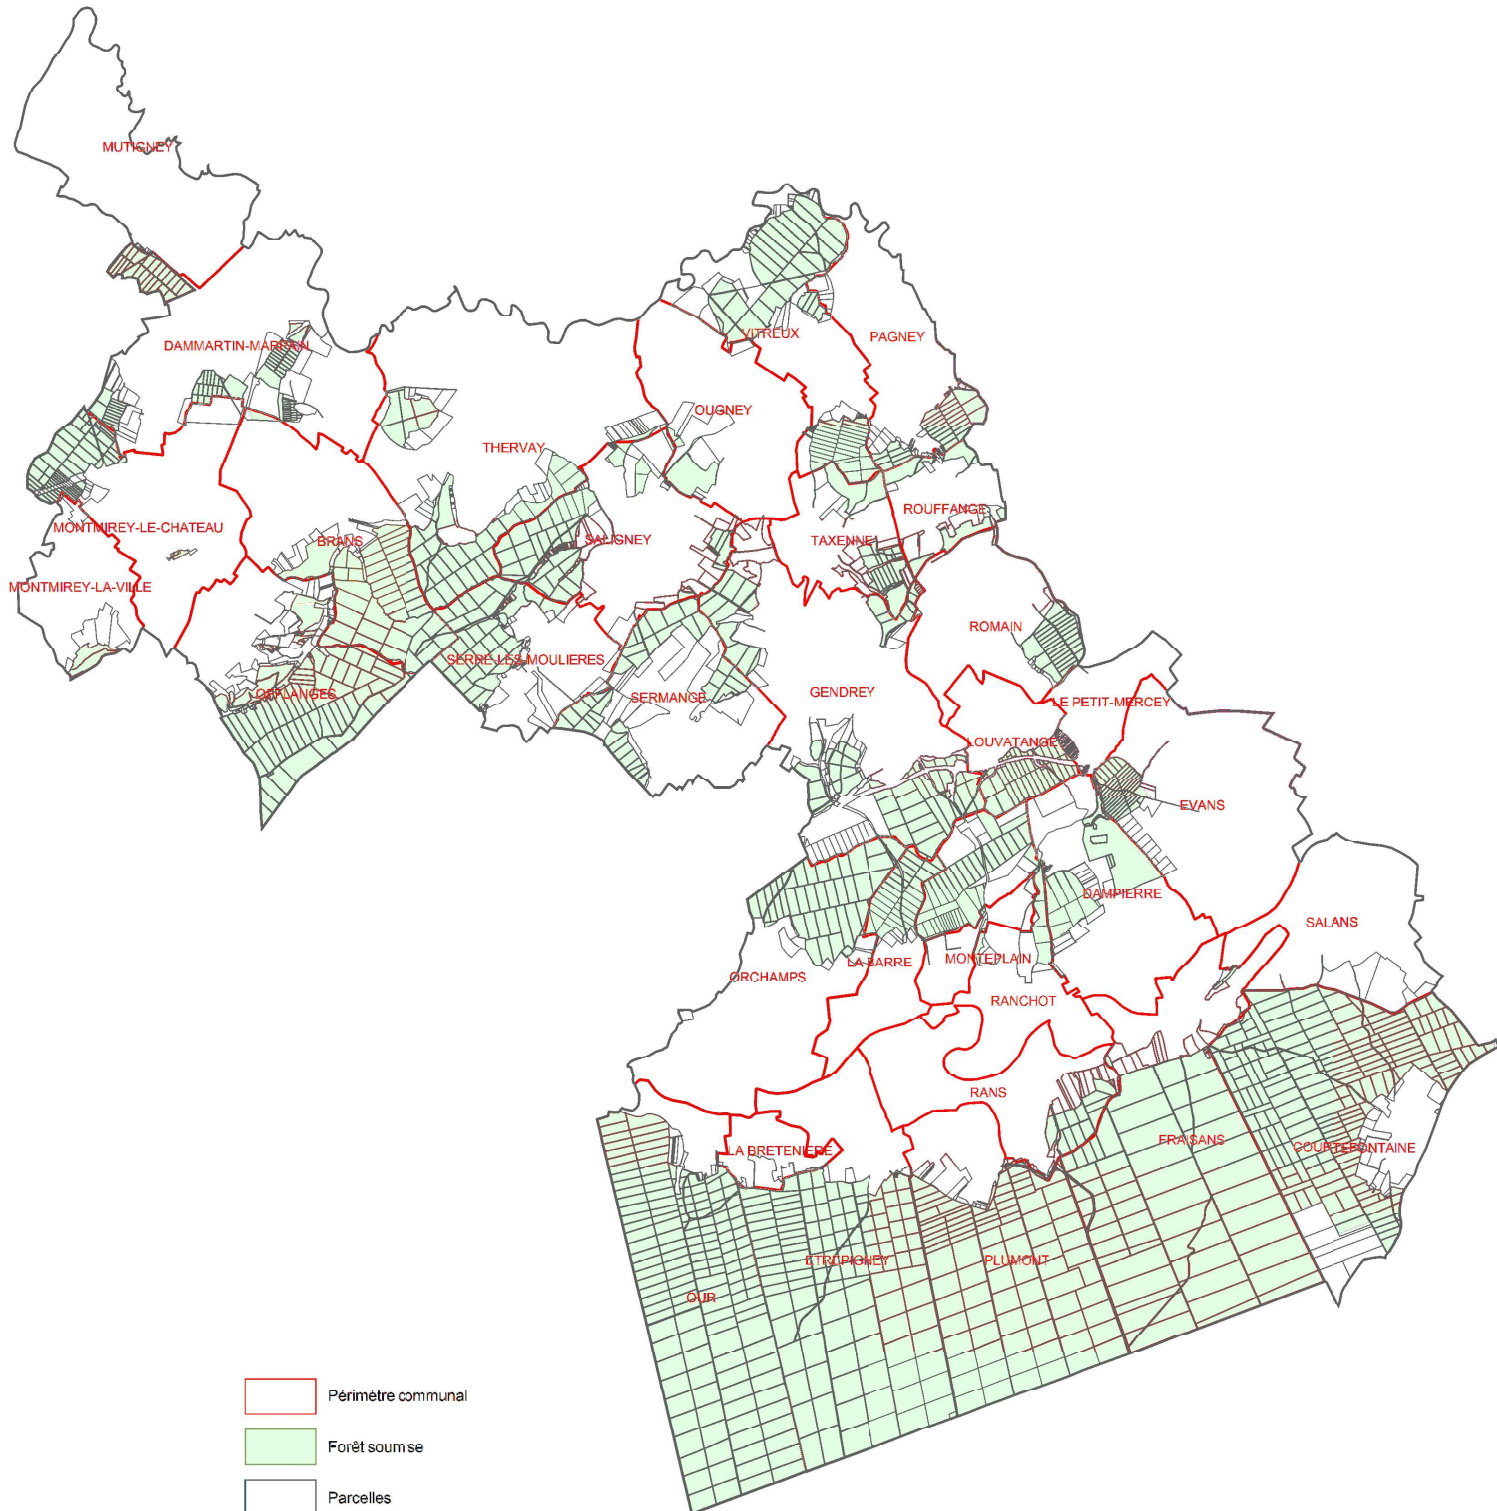 MUTIGNEY
VITREUX
PAGNEY
DAMMARTIN-MARPAIN
OUGNEY
THERVAY
ROUFFANGE
MONTMIREY-LE-CHATEAU
BRANS
SALIGNEY
TAXENNE
MONTMIREY-LA-VILLE
ROMAIN
SERRE-LES-MOULIERES
OFFLANGES
SERMANGE
GENDREY
LE PETIT-MERCEY
LOUVATANGE
EVANS
DAMPIERRE
SALANS
LA BARRE
MONTEPLAIN
ORCHAMPS
RANCHOT
RANS
FRAISANS
LA BRETENIERE
COURTEFONTAINE
ETREPIGNEY
PLUMONT
OUR
Périmètre communal
Forêt soumise
Parcelles